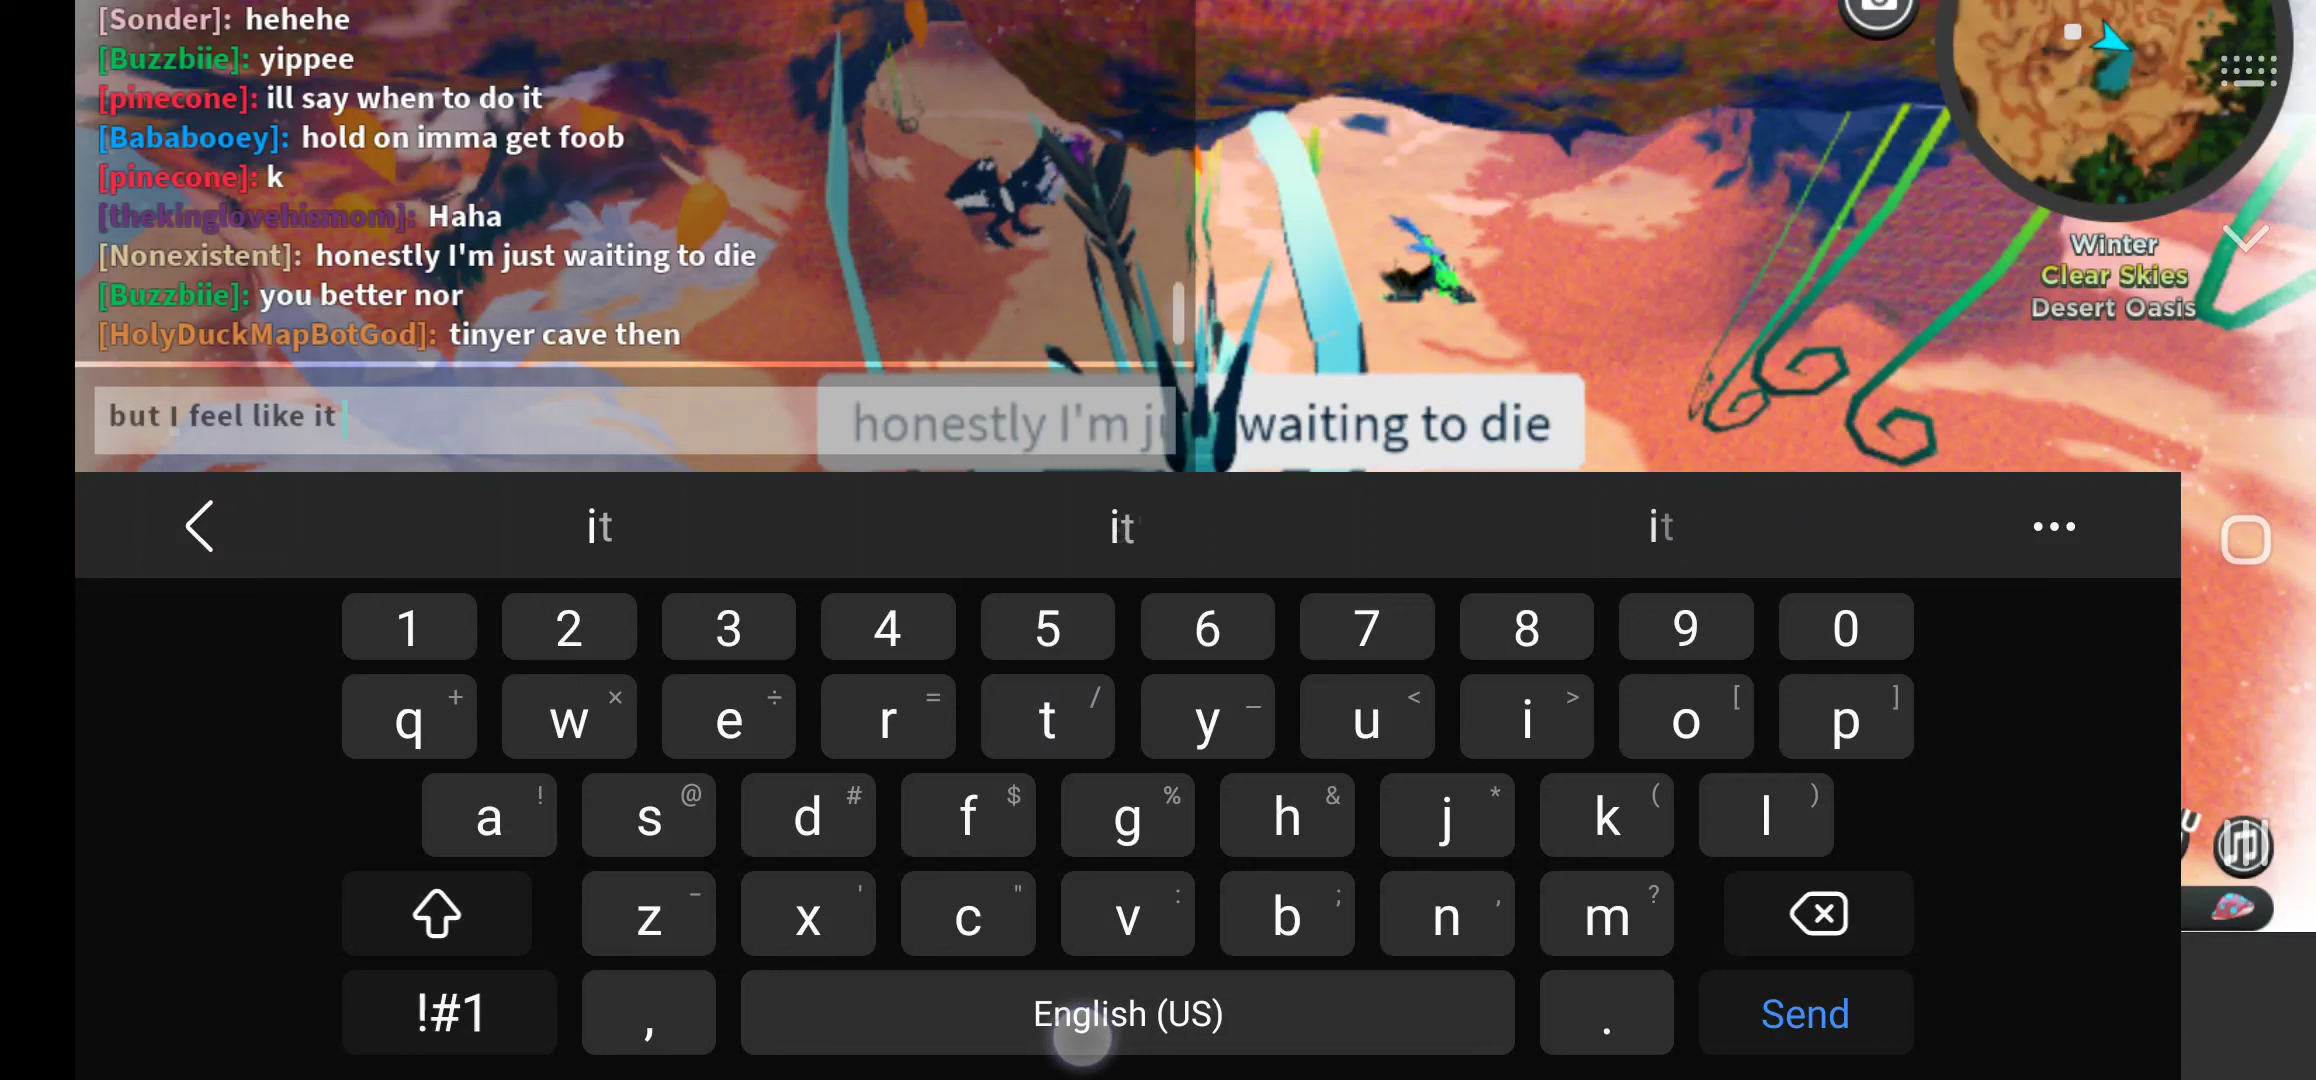 [Sonder]: hehehe
[Buzzbiie]: yippee
[pinecone]: ill say when to do it
[Bababooey]: hold on imma get foob
[pinecone]: k
[thekinglovehismom]: Haha
[Nonexistent]: honestly I'm just waiting to die
[Buzzbiie]: you better nor
[HolyDuckMapBotGod]: tinyer cave then
Winter
Clear Skies
Desert Oasis
but I feel like it
honestly I'm ju waiting to die
it it it
1 2 3 4 5 6 7 8 9 0
q + w × e ÷ r = t / y _ u < i > o [ p ]
a ! s @ d # f $ g % h & j * k ( l )
z - x ' c " v : b ; n , m ?
!#1 , English (US) . Send